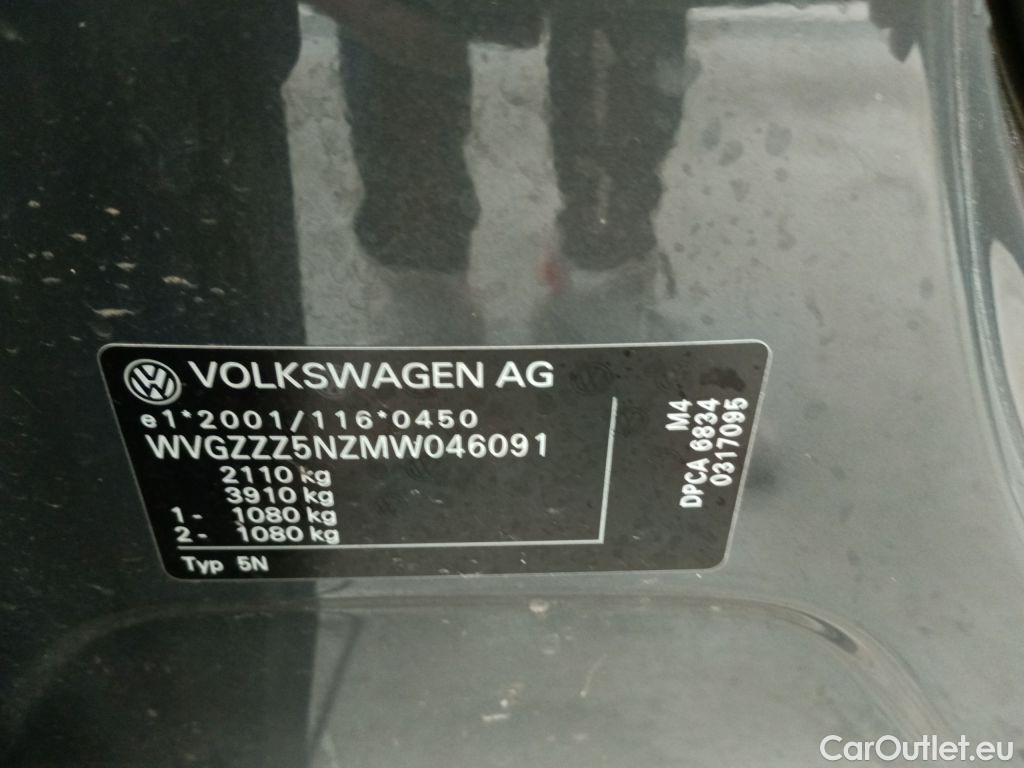 VOLKSWAGEN AG
e1*2001/116*0450
WVGZZZ5NZMW046091
2110 kg
3910 kg
1- 1080 kg
2- 1080 kg
Typ 5N
M4
DPCA 6834
0317095
CarOutlet.eu